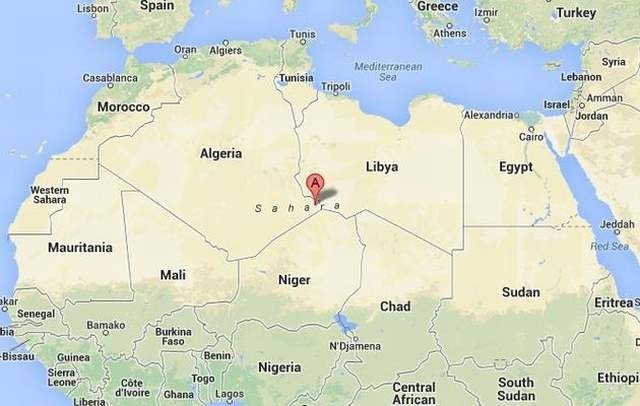 Lisbon
Spain
Greece
Izmir
Turkey
Athens
Tunis
Oran
Algiers
Mediterranean
Sea
Syria
Casablanca
Tunisia
Tripoli
Lebanon
Morocco
Israel
Amman
Alexandria
Jordan
Cairo
Algeria
Libya
Egypt
Western
Sahara
A
Sahara
Jeddah
Red Sea
Mauritania
Mali
Niger
Chad
Sudan
Eritrea
S
kar
Senegal
Bamako
Burkina
Faso
N'Djamena
bia
-Bissau
Guinea
Benin
Nigeria
Ethiopi
Sierra
Leone
Togo
Côte
d'Ivoire
Ghana
Lagos
Central
African
South
Sudan
Liberia